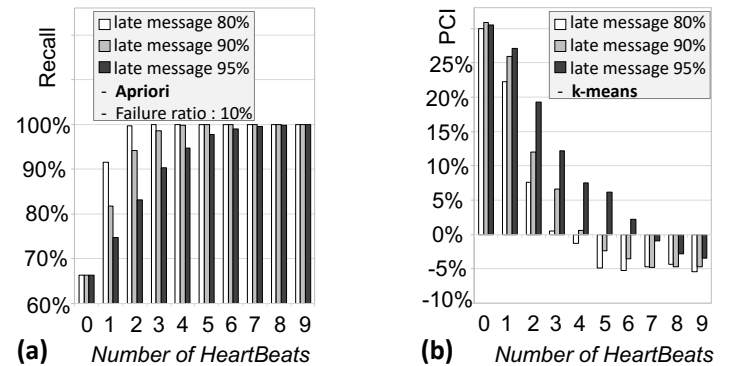 Recall
late message 80%
late message 90%
late message 95%
- Apriori
- Failure ratio : 10%
100%
90%
80%
70%
60%
0 1 2 3 4 5 6 7 8 9
(a) Number of HeartBeats
PCI
late message 80%
late message 90%
late message 95%
- k-means
25%
20%
15%
10%
5%
0%
-5%
-10%
0 1 2 3 4 5 6 7 8 9
(b) Number of HeartBeats